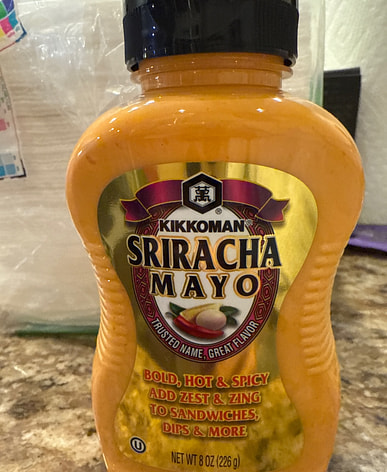 萬
®
KIKKOMAN
SRIRACHA
MAYO
TRUSTED NAME, GREAT FLAVOR
BOLD, HOT & SPICY
ADD ZEST & ZING
TO SANDWICHES,
DIPS & MORE
U
NET WT 8 OZ (226 g)